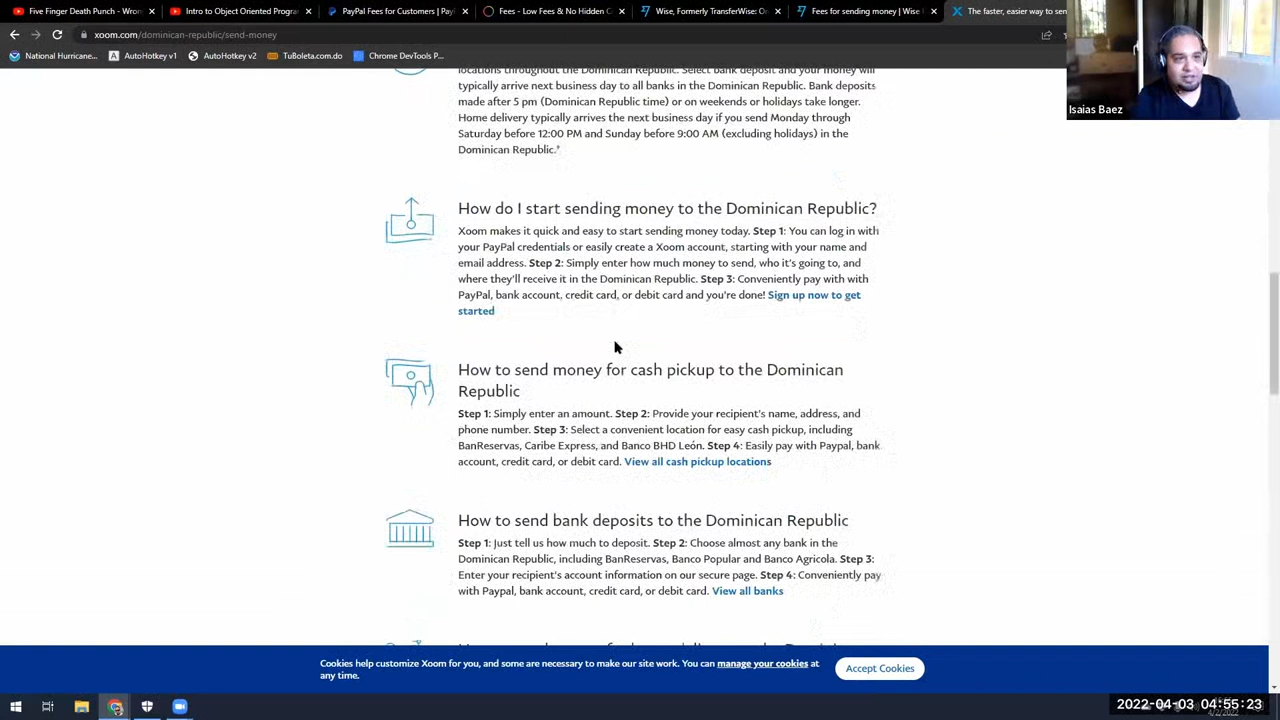 Five Finger Death Punch - Wron
Intro to Object Oriented Progra
PayPal Fees for Customers | Pay
Fees - Low Fees & No Hidden C
Wise, Formerly TransferWise: On
Fees for sending money | Wise
The faster, easier way to sen
xoom.com/dominican-republic/send-money
National Hurricane...
AutoHotkey v1
AutoHotkey v2
TuBoleta.com.do
Chrome DevTools P...
Isaias Baez
locations throughout the Dominican Republic. Select bank deposit and your money will
typically arrive next business day to all banks in the Dominican Republic. Bank deposits
made after 5 pm (Dominican Republic time) or on weekends or holidays take longer.
Home delivery typically arrives the next business day if you send Monday through
Saturday before 12:00 PM and Sunday before 9:00 AM (excluding holidays) in the
Dominican Republic.*
How do I start sending money to the Dominican Republic?
Xoom makes it quick and easy to start sending money today. Step 1: You can log in with
your PayPal credentials or easily create a Xoom account, starting with your name and
email address. Step 2: Simply enter how much money to send, who it's going to, and
where they'll receive it in the Dominican Republic. Step 3: Conveniently pay with with
PayPal, bank account, credit card, or debit card and you're done! Sign up now to get
started
How to send money for cash pickup to the Dominican
Republic
Step 1: Simply enter an amount. Step 2: Provide your recipient's name, address, and
phone number. Step 3: Select a convenient location for easy cash pickup, including
BanReservas, Caribe Express, and Banco BHD León. Step 4: Easily pay with Paypal, bank
account, credit card, or debit card. View all cash pickup locations
How to send bank deposits to the Dominican Republic
Step 1: Just tell us how much to deposit. Step 2: Choose almost any bank in the
Dominican Republic, including BanReservas, Banco Popular and Banco Agricola. Step 3:
Enter your recipient's account information on our secure page. Step 4: Conveniently pay
with Paypal, bank account, credit card, or debit card. View all banks
Cookies help customize Xoom for you, and some are necessary to make our site work. You can manage your cookies at
any time.
Accept Cookies
2022-04-03 04:55:23